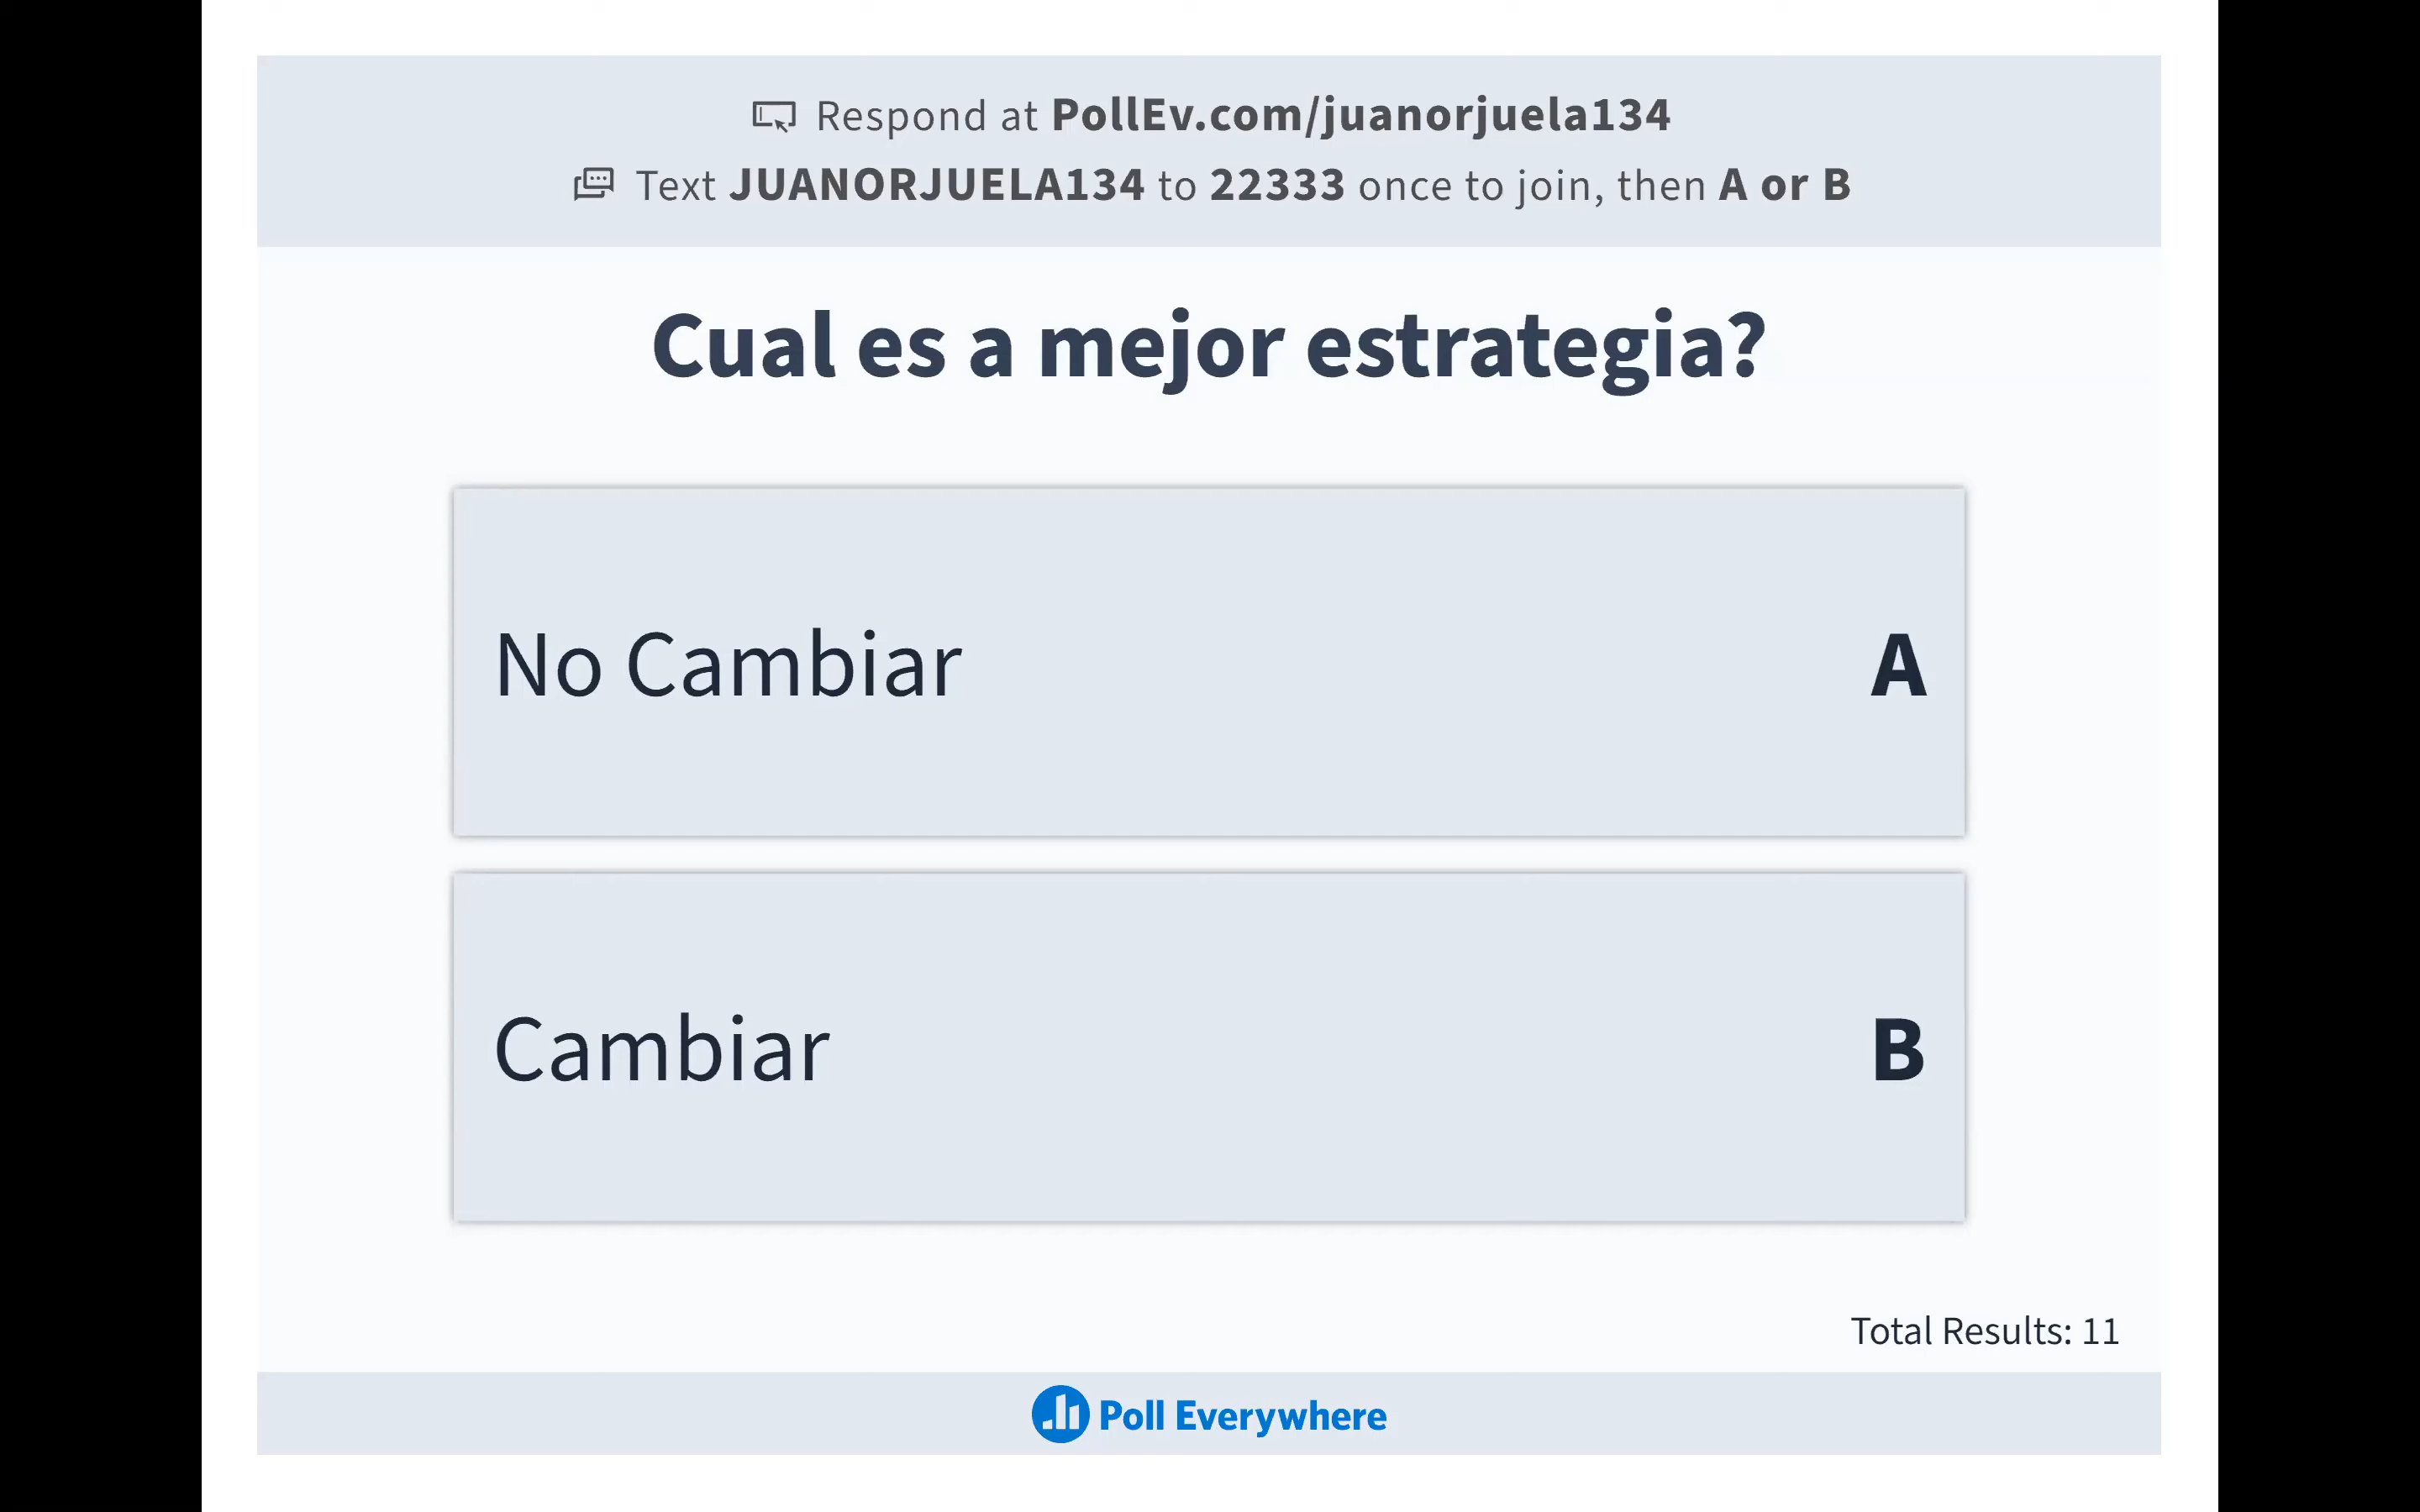 Respond at PollEv.com/juanorjuela134
Text JUANORJUELA134 to 22333 once to join, then A or B
Cual es a mejor estrategia?
No Cambiar A
Cambiar B
Total Results: 11
Poll Everywhere